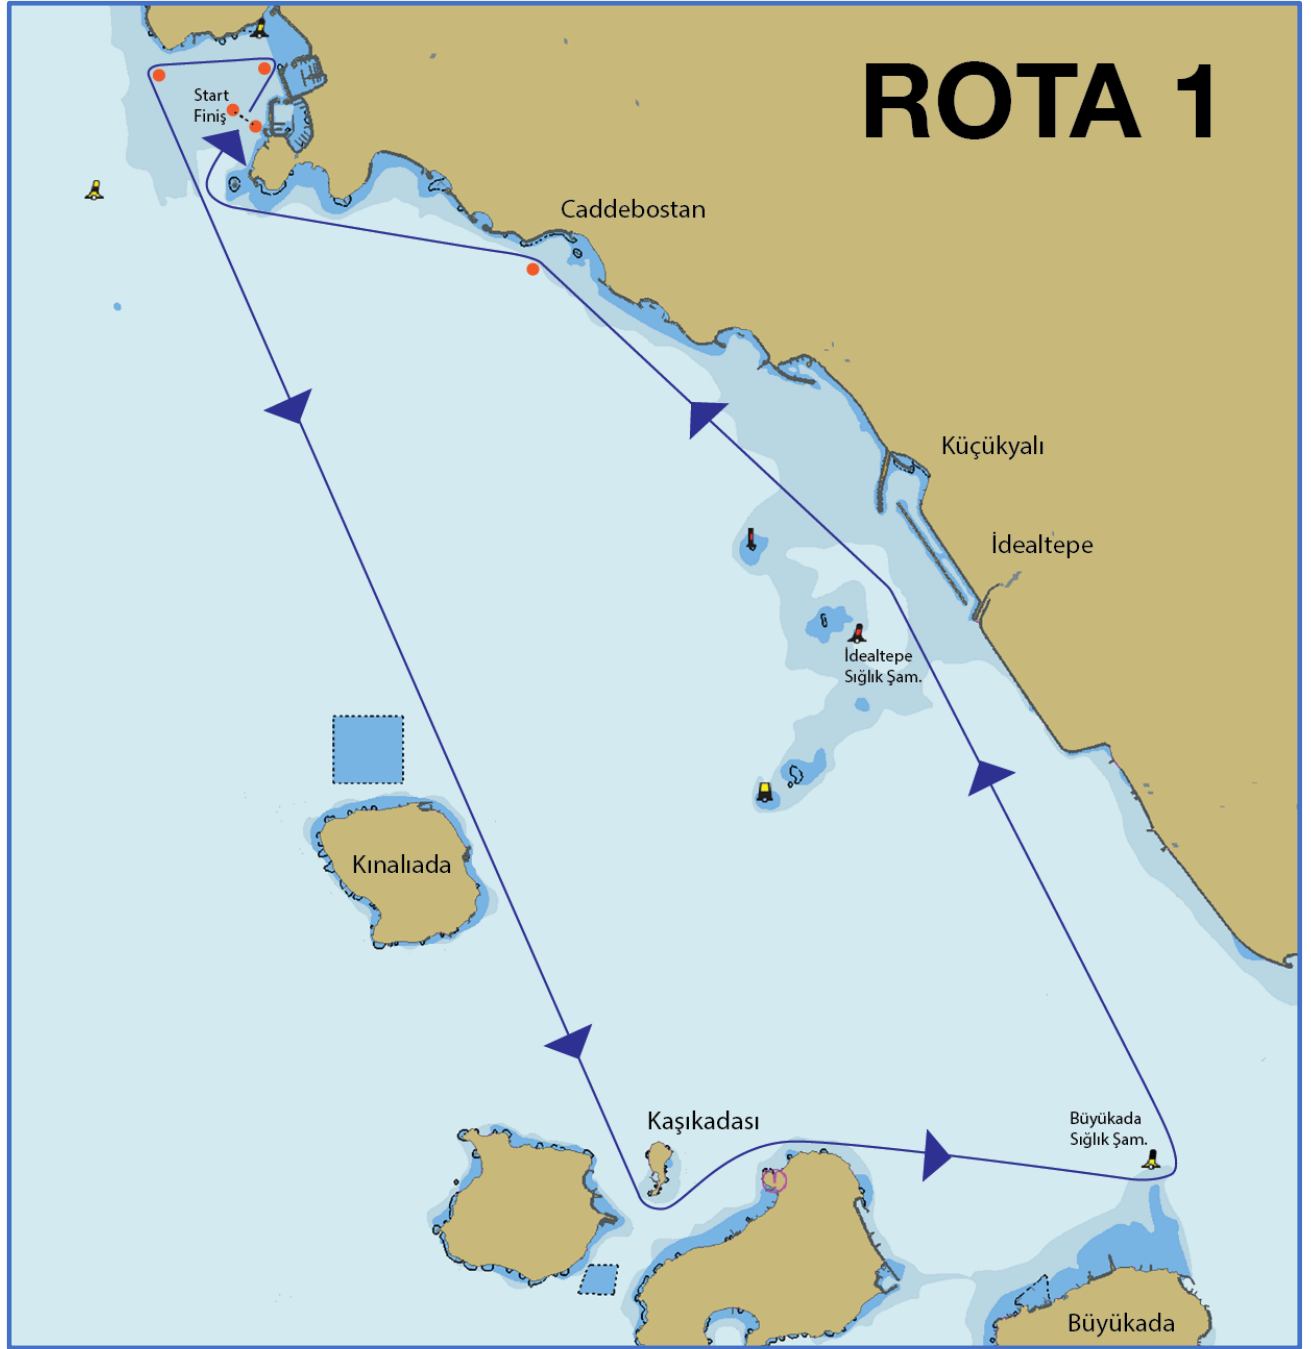 ROTA 1
Start
Finiş
Caddebostan
Küçükyalı
İdealtepe
İdealtepe
Sığlık Şam.
Kınalıada
Kaşıkadası
Büyükada
Sığlık Şam.
Büyükada